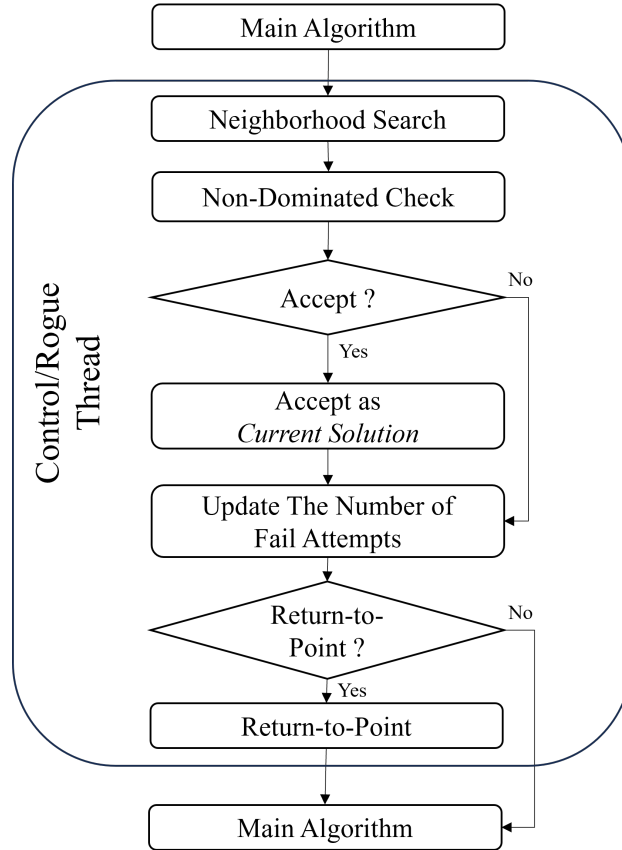 Main Algorithm
Neighborhood Search
Non-Dominated Check
Accept ?
No
Yes
Control/Rogue
Thread
Accept as
Current Solution
Update The Number of
Fail Attempts
Return-to-
Point ?
No
Yes
Return-to-Point
Main Algorithm